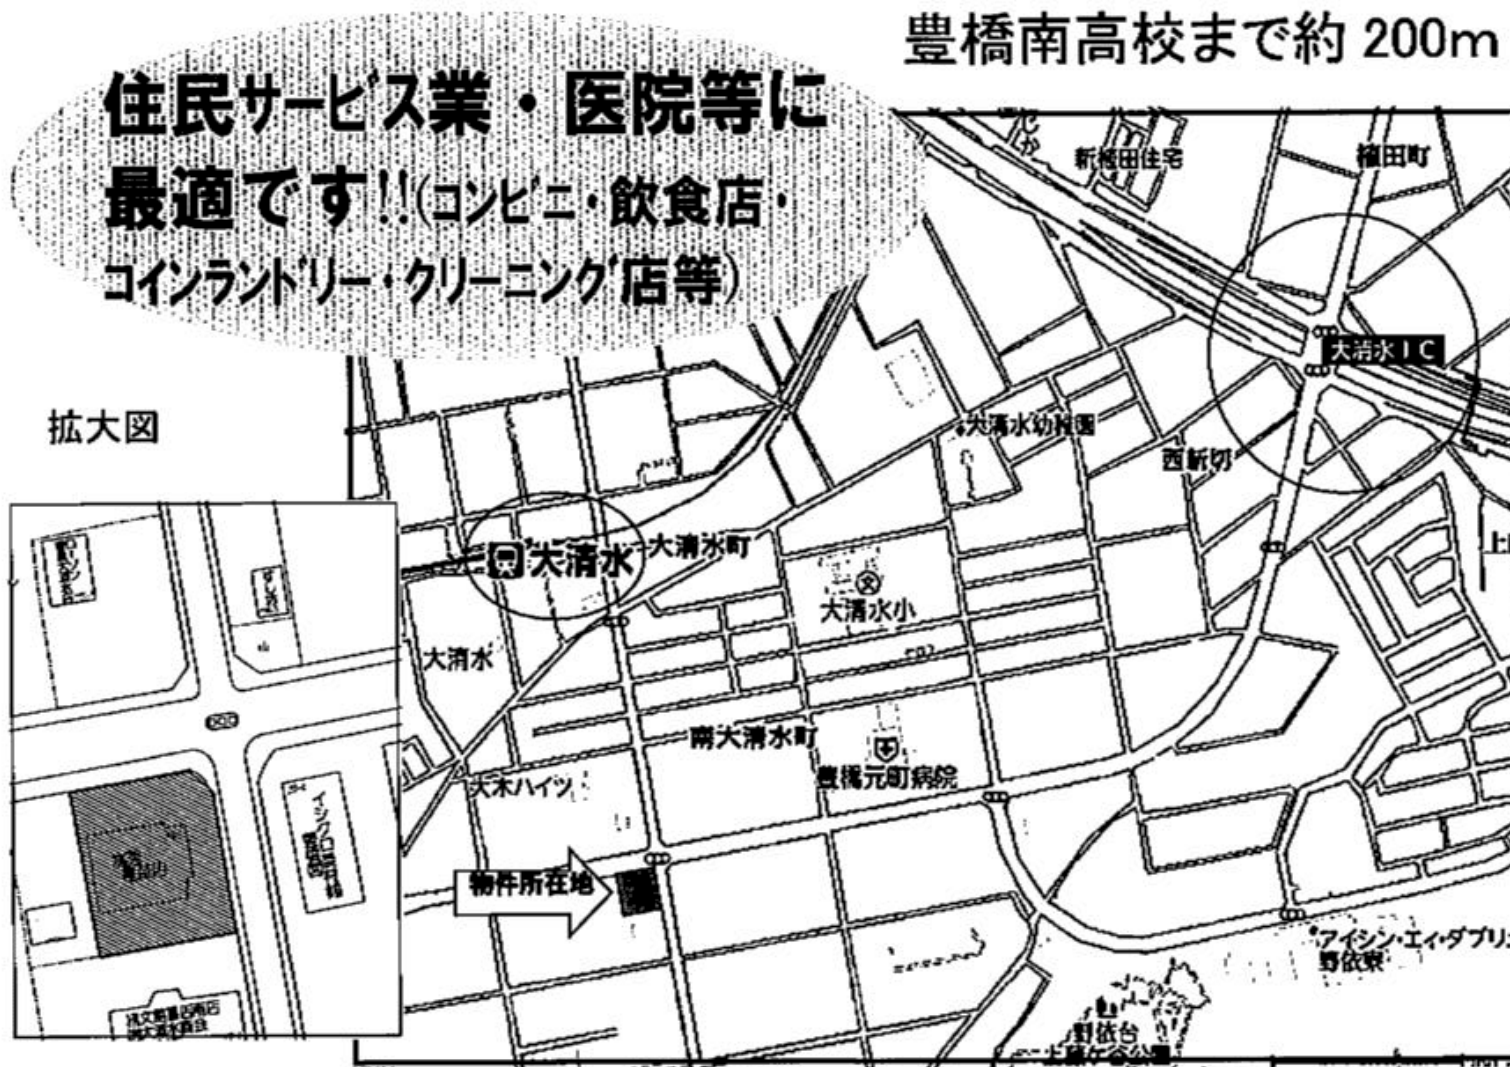 豊橋南高校まで約 200m
住民サービス業・医院等に
最適です!!(コンビニ・飲食店・
コインランドリー・クリーニング店等)
拡大図
新植田住宅
植田町
大清水IC
大清水幼稚園
西新切
大清水
大清水町
大清水小
大清水
南大清水町
豊橋元町病院
大木ハイツ
物件所在地
アイシン・エィ・ダブリュ
野依寮
野依台